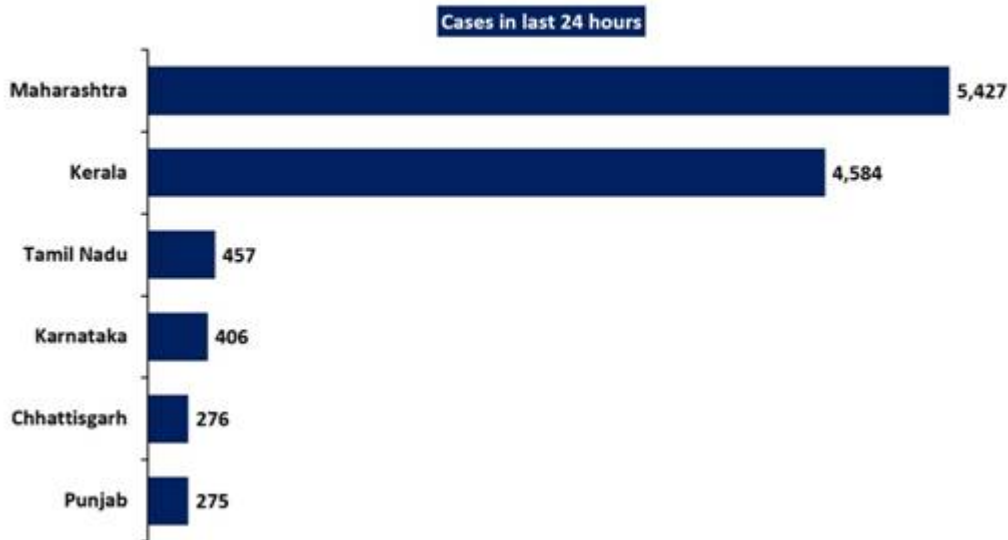 Cases in last 24 hours
Maharashtra 5,427
Kerala 4,584
Tamil Nadu 457
Karnataka 406
Chhattisgarh 276
Punjab 275